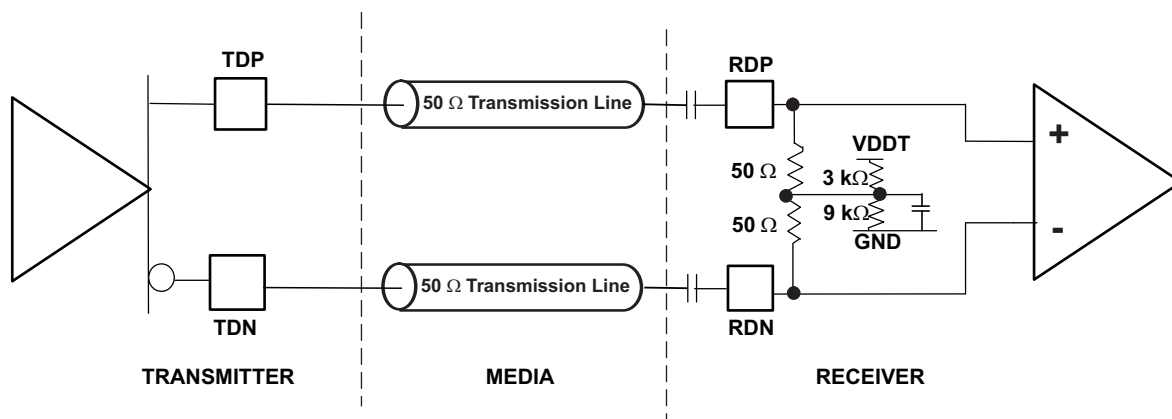 TDP
50 Ω Transmission Line
RDP
+
VDDT
50 Ω
3 kΩ
50 Ω
9 kΩ
GND
-
TDN
50 Ω Transmission Line
RDN
TRANSMITTER
MEDIA
RECEIVER